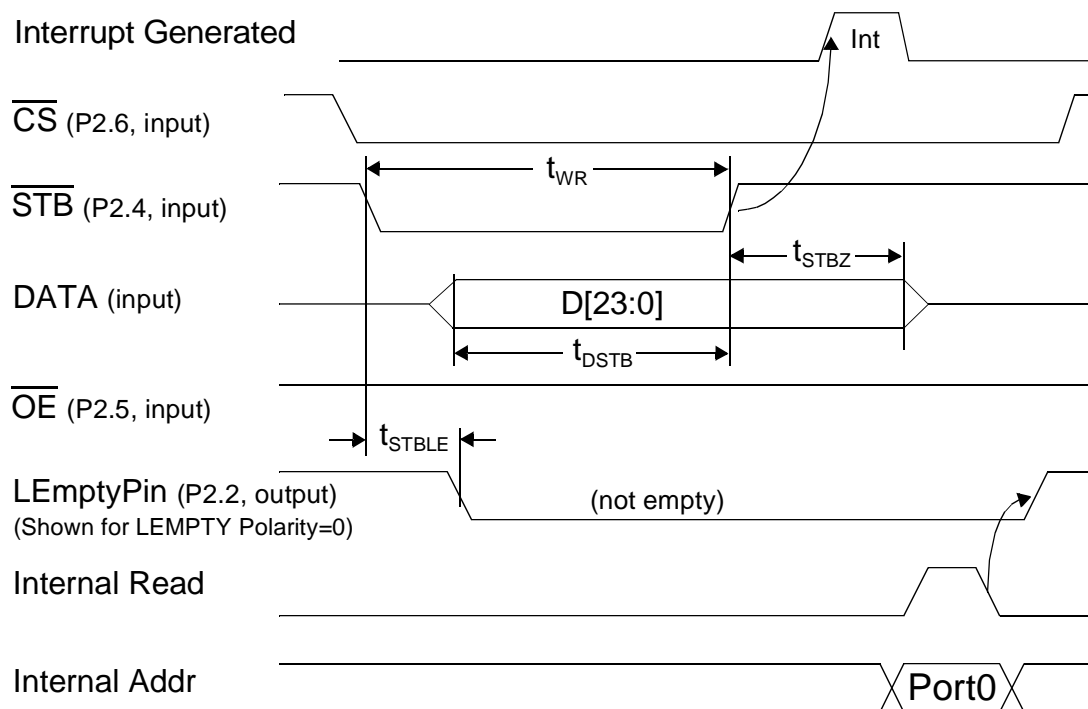 Interrupt Generated
Int
CS (P2.6, input)
tWR
STB (P2.4, input)
tSTBZ
DATA (input)
D[23:0]
tDSTB
OE (P2.5, input)
tSTBLE
LEmptyPin (P2.2, output)
(not empty)
(Shown for LEMPTY Polarity=0)
Internal Read
Internal Addr
Port0